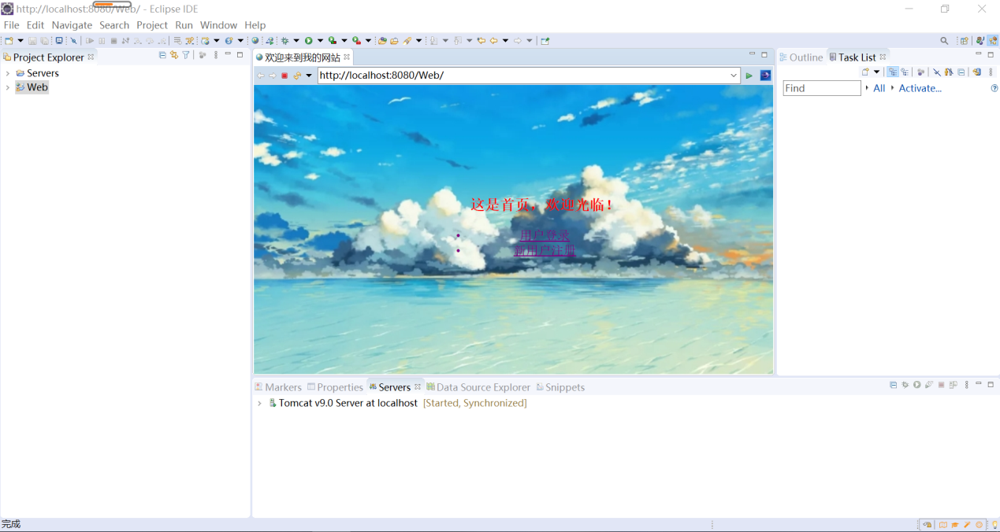 http://localhost:8080/Web/ - Eclipse IDE
File Edit Navigate Search Project Run Window Help
Project Explorer
Servers
Web
欢迎来到我的网站
http://localhost:8080/Web/
这是首页，欢迎光临！
• 用户登录
• 新用户注册
Outline Task List
Find All Activate...
Markers Properties Servers Data Source Explorer Snippets
Tomcat v9.0 Server at localhost [Started, Synchronized]
完成